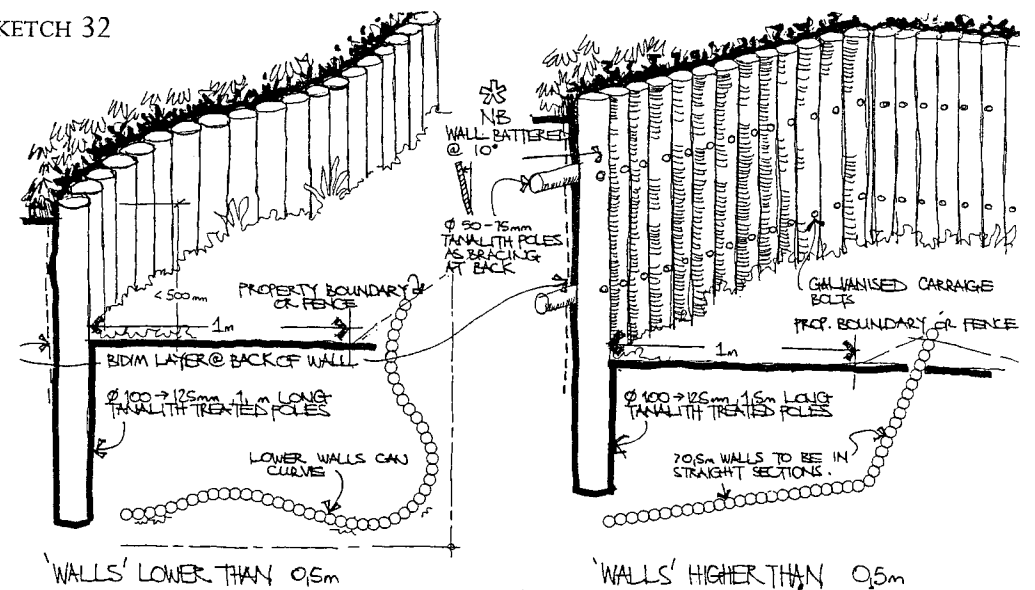 KETCH 32
NB
WALL BATTERED
@ 10°
Ø 50-75mm
TANALITH POLES
AS BRACING
AT BACK
<500mm
PROPERTY BOUNDARY
OR FENCE
1m
BIDIM LAYER @ BACK OF WALL
Ø 100 → 125mm, 1, m LONG
TANALITH TREATED POLES
LOWER WALLS CAN
CURVE
'WALLS' LOWER THAN 0,5m
GALVANISED CARRAIGE
BOLTS
PROP. BOUNDARY OR FENCE
1m
Ø 100 → 125mm, 1,5m LONG
TANALITH TREATED POLES
>0,5m WALLS TO BE IN
STRAIGHT SECTIONS.
'WALLS' HIGHER THAN 0,5m